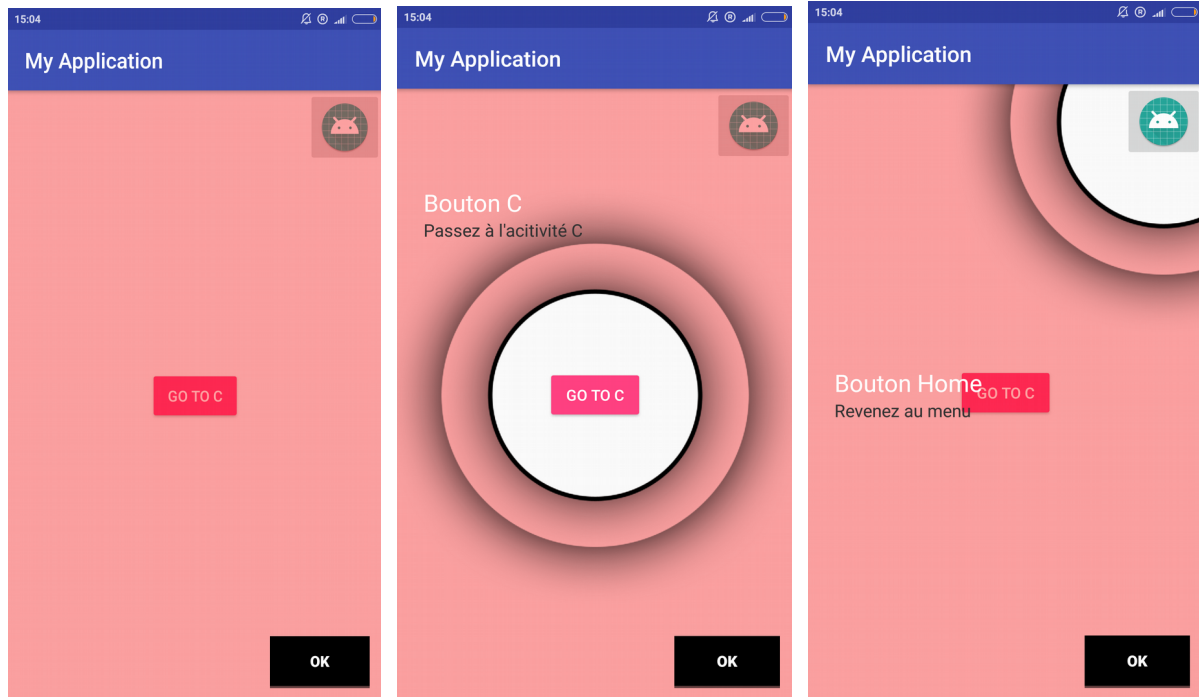 15:04
My Application
GO TO C
OK
15:04
My Application
Bouton C
Passez à l'acitivité C
GO TO C
OK
15:04
My Application
Bouton Home
GO TO C
Revenez au menu
OK